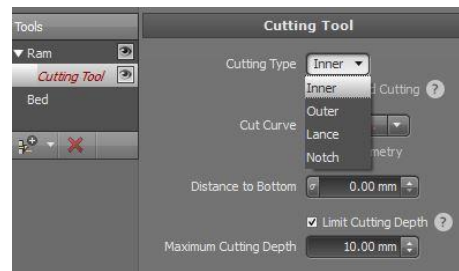 Tools
Ram
Cutting Tool
Bed
Cutting Tool
Cutting Type
Inner
Inner
Outer
Lance
Notch
Cutting
Cut Curve
Distance to Bottom
σ
0.00 mm
Limit Cutting Depth
Maximum Cutting Depth
10.00 mm